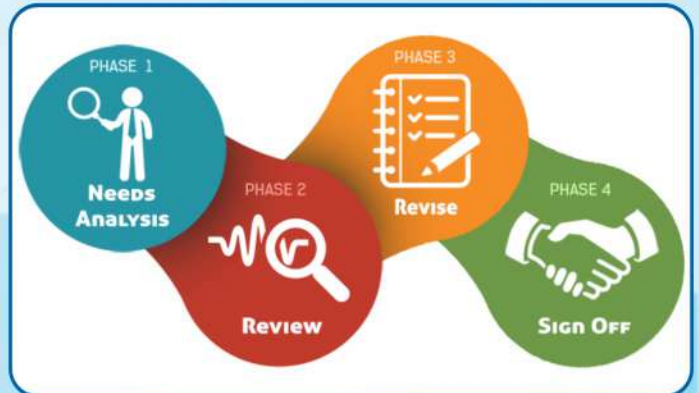 PHASE 1
Needs
Analysis
PHASE 2
Review
PHASE 3
Revise
PHASE 4
Sign Off